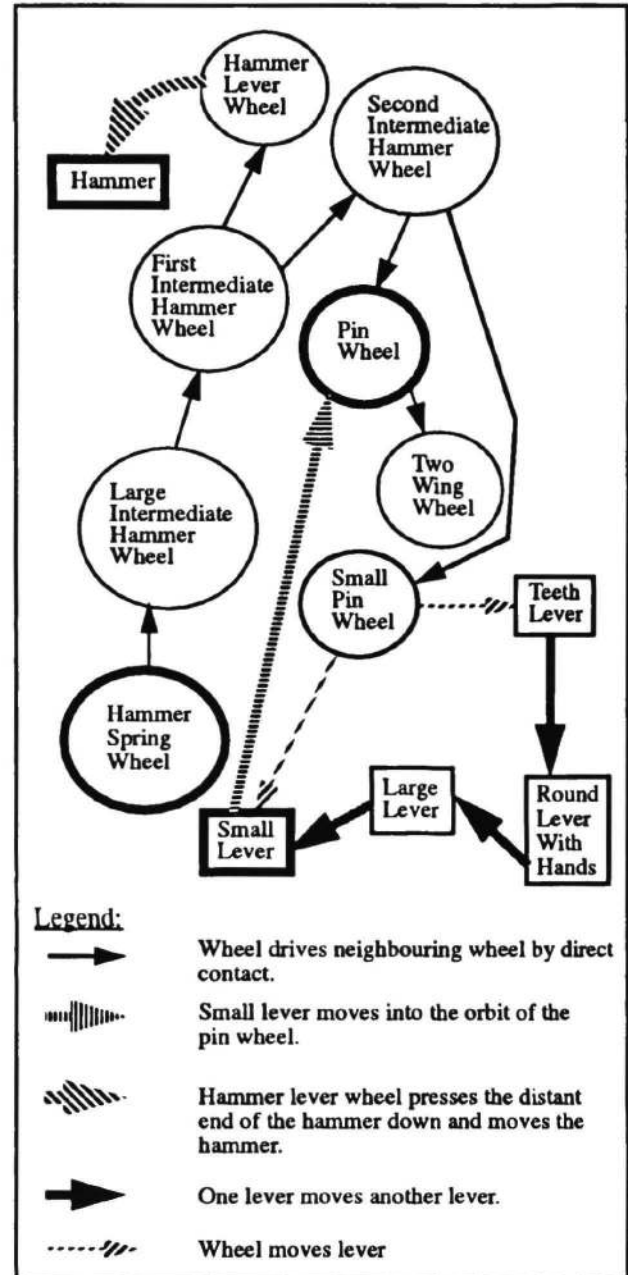 Hammer
Lever
Wheel
Second
Intermediate
Hammer
Wheel
Hammer
First
Intermediate
Hammer
Wheel
Pin
Wheel
Large
Intermediate
Hammer
Wheel
Two
Wing
Wheel
Small
Pin
Wheel
Teeth
Lever
Hammer
Spring
Wheel
Large
Lever
Round
Lever
With
Hands
Small
Lever
Legend:
Wheel drives neighbouring wheel by direct
contact.
Small lever moves into the orbit of the
pin wheel.
Hammer lever wheel presses the distant
end of the hammer down and moves the
hammer.
One lever moves another lever.
Wheel moves lever